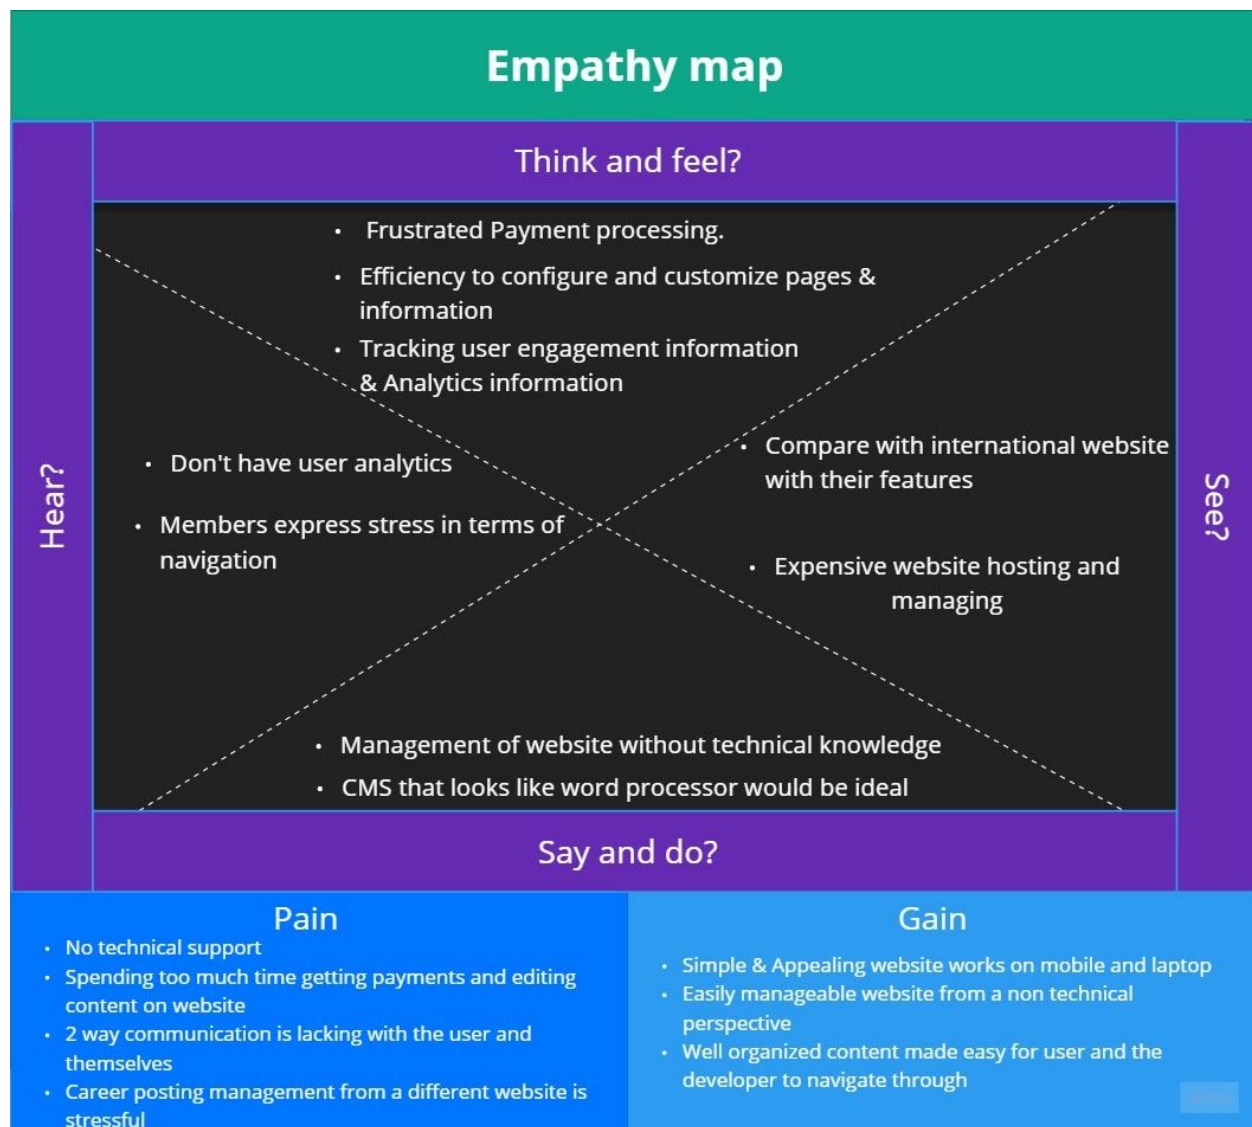 Empathy map
Think and feel?
• Frustrated Payment processing.
• Efficiency to configure and customize pages &
information
• Tracking user engagement information
& Analytics information
Hear?
• Don't have user analytics
• Members express stress in terms of
navigation
• Compare with international website
with their features
• Expensive website hosting and
managing
See?
• Management of website without technical knowledge
• CMS that looks like word processor would be ideal
Say and do?
Pain
• No technical support
• Spending too much time getting payments and editing
content on website
• 2 way communication is lacking with the user and
themselves
• Career posting management from a different website is
stressful
Gain
• Simple & Appealing website works on mobile and laptop
• Easily manageable website from a non technical
perspective
• Well organized content made easy for user and the
developer to navigate through